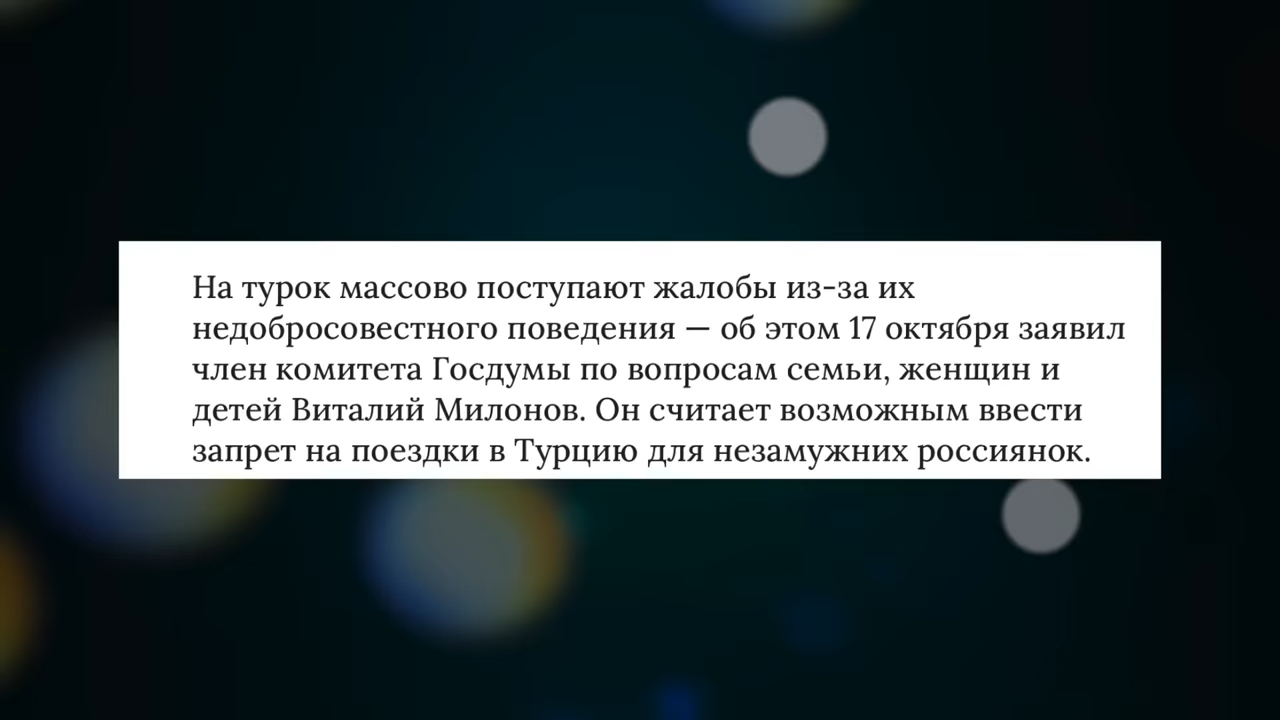 На турок массово поступают жалобы из-за их
недобросовестного поведения — об этом 17 октября заявил
член комитета Госдумы по вопросам семьи, женщин и
детей Виталий Милонов. Он считает возможным ввести
запрет на поездки в Турцию для незамужних россиянок.